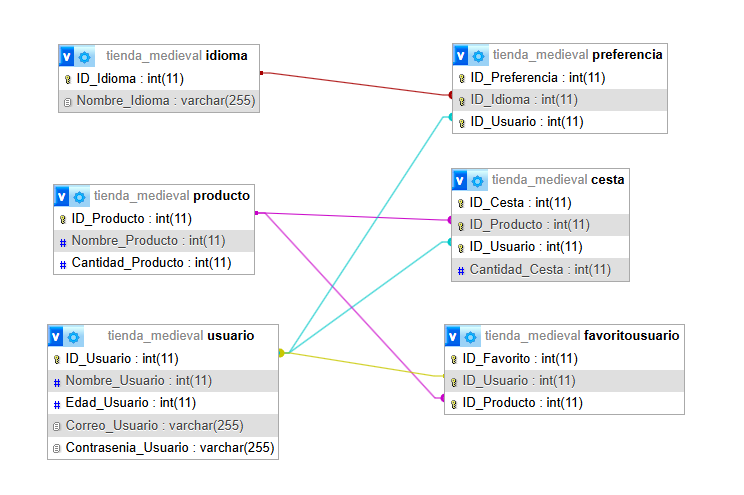 tienda_medieval idioma
ID_Idioma : int(11)
Nombre_Idioma : varchar(255)
tienda_medieval preferencia
ID_Preferencia : int(11)
ID_Idioma : int(11)
ID_Usuario : int(11)
tienda_medieval producto
ID_Producto : int(11)
Nombre_Producto : int(11)
Cantidad_Producto : int(11)
tienda_medieval cesta
ID_Cesta : int(11)
ID_Producto : int(11)
ID_Usuario : int(11)
Cantidad_Cesta : int(11)
tienda_medieval usuario
ID_Usuario : int(11)
Nombre_Usuario : int(11)
Edad_Usuario : int(11)
Correo_Usuario : varchar(255)
Contrasenia_Usuario : varchar(255)
tienda_medieval favoritousuario
ID_Favorito : int(11)
ID_Usuario : int(11)
ID_Producto : int(11)